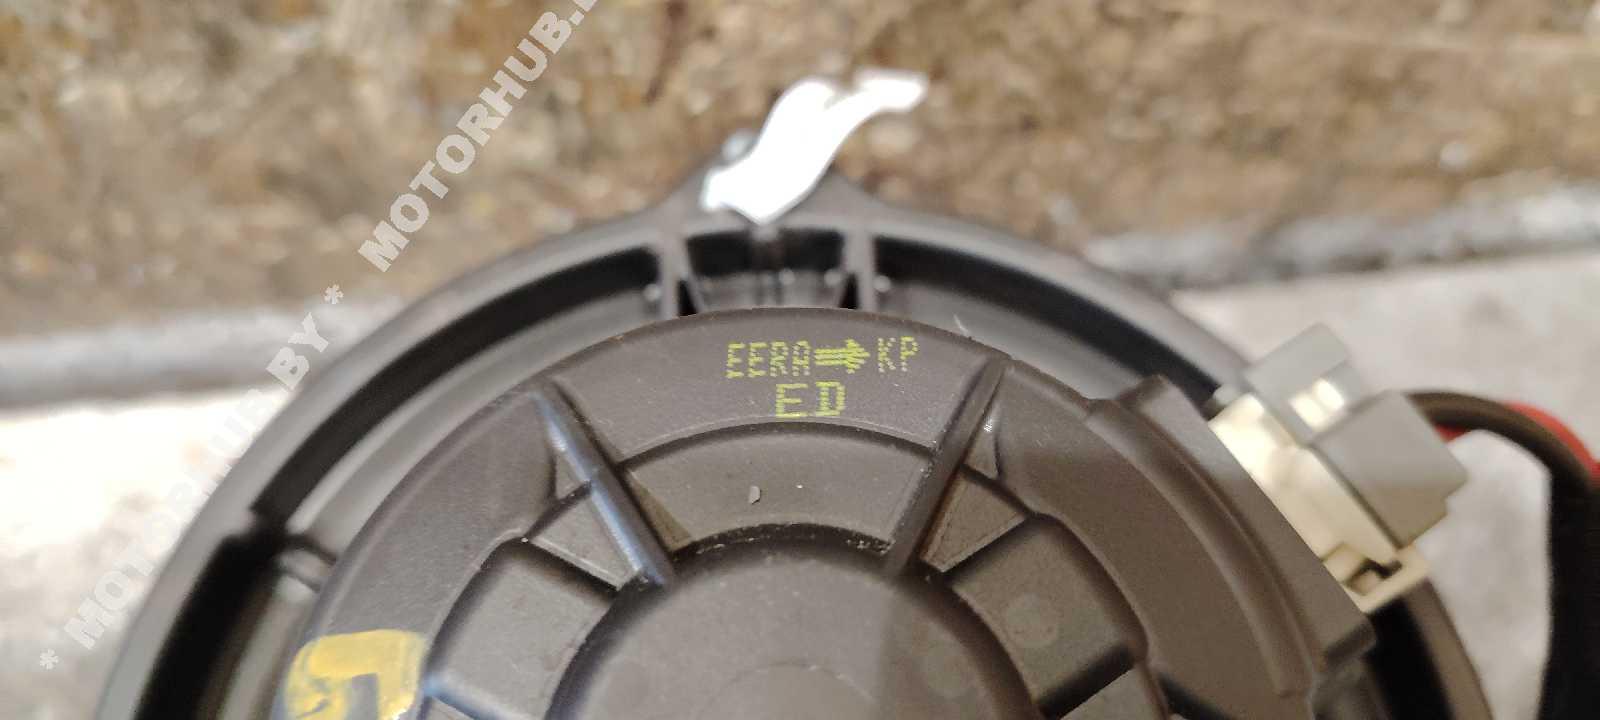 * MOTORHUB.BY * MOTORHUB.
EERA KP
ED